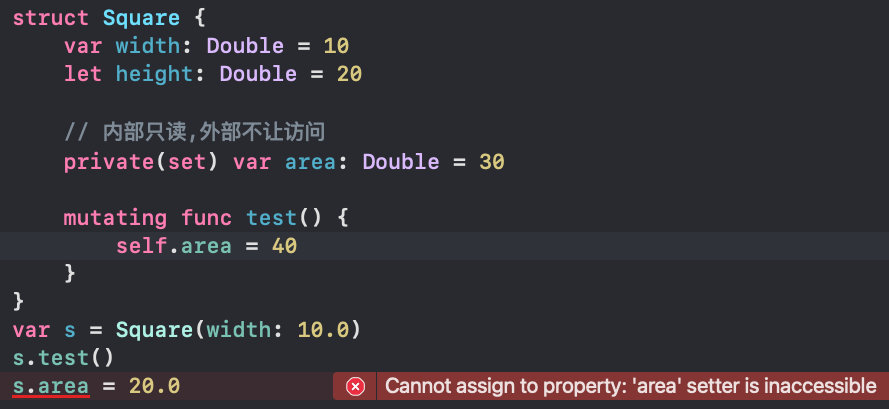 struct Square {
    var width: Double = 10
    let height: Double = 20

    // 内部只读,外部不让访问
    private(set) var area: Double = 30

    mutating func test() {
        self.area = 40
    }
}
var s = Square(width: 10.0)
s.test()
s.area = 20.0 Cannot assign to property: 'area' setter is inaccessible